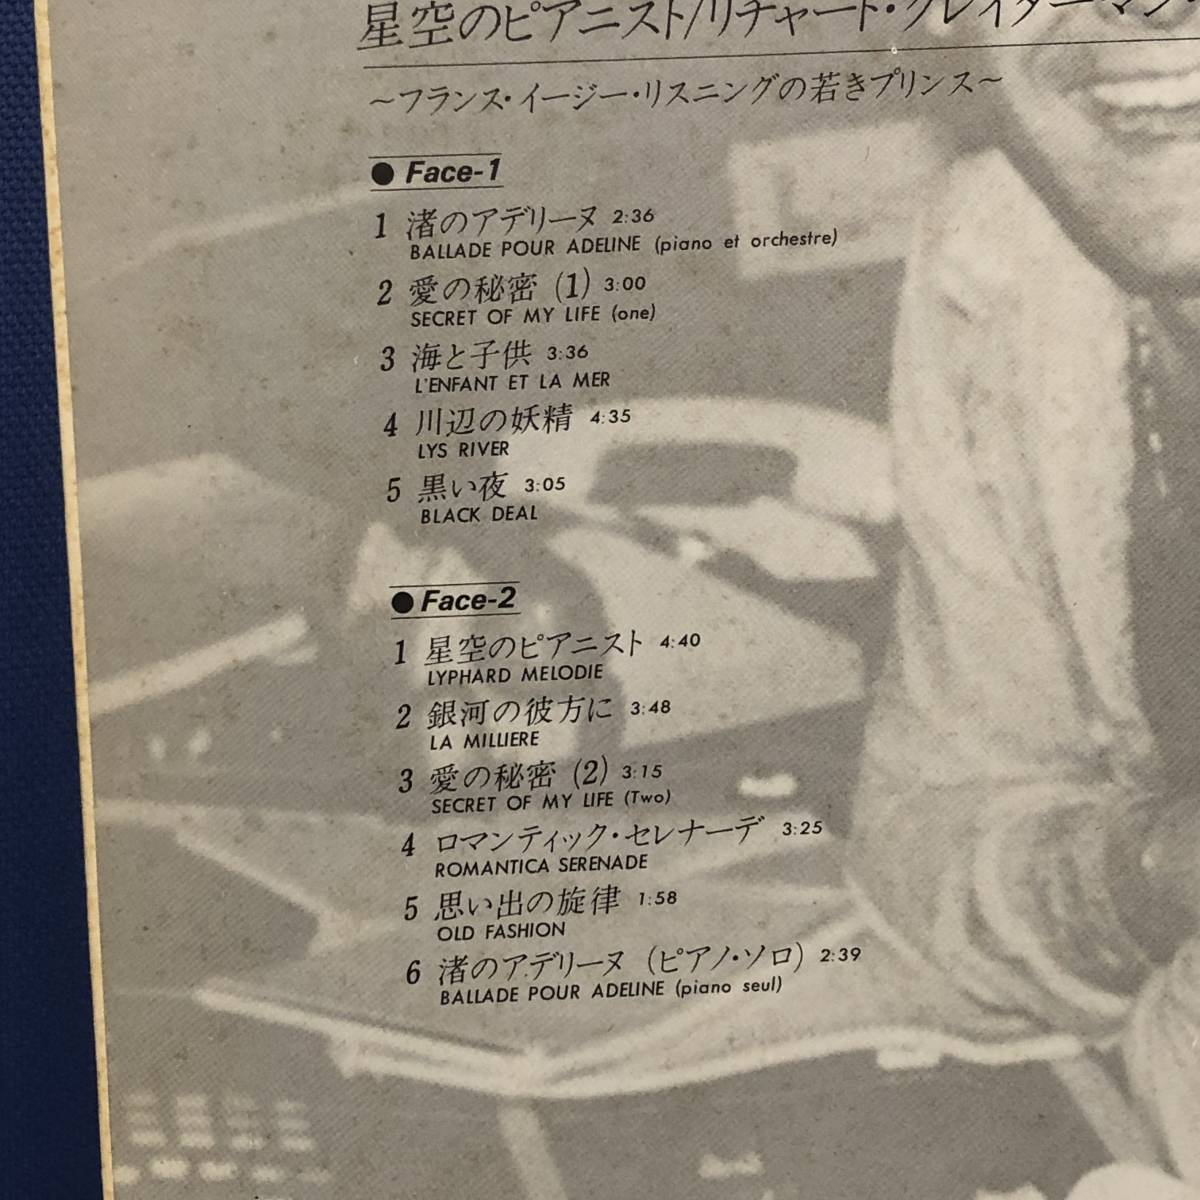 星空のピアニスト/リチャード・クレイダーマン
～フランス・イージー・リスニングの若きプリンス～
● Face-1
1 渚のアデリーヌ 2:36
BALLADE POUR ADELINE (piano et orchestre)
2 愛の秘密 (1) 3:00
SECRET OF MY LIFE (one)
3 海と子供 3:36
L'ENFANT ET LA MER
4 川辺の妖精 4:35
LYS RIVER
5 黒い夜 3:05
BLACK DEAL
● Face-2
1 星空のピアニスト 4:40
LYPHARD MELODIE
2 銀河の彼方に 3:48
LA MILLIERE
3 愛の秘密 (2) 3:15
SECRET OF MY LIFE (Two)
4 ロマンティック・セレナーデ 3:25
ROMANTICA SERENADE
5 思い出の旋律 1:58
OLD FASHION
6 渚のアデリーヌ (ピアノ・ソロ) 2:39
BALLADE POUR ADELINE (piano seul)